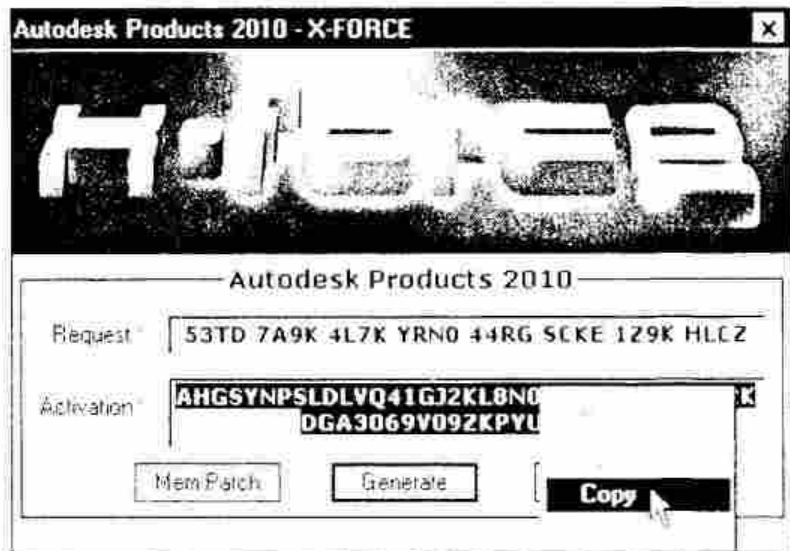 Autodesk Products 2010 - X-FORCE
Autodesk Products 2010
Request
53TD 7A9K 4L7K YRN0 44RG SCKE 129K HLCZ
Activation
AHGSYNPSLDLVQ41GJ2KL8N0
DGA3069V09ZKPYU
Mem Patch
Generate
Copy